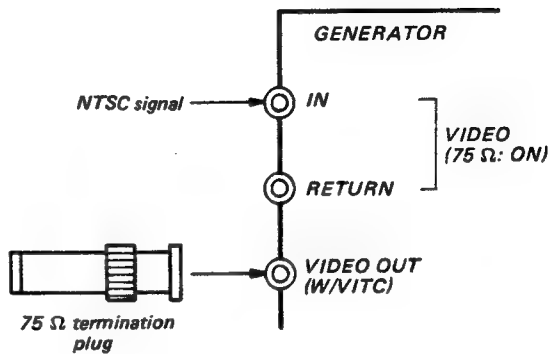 GENERATOR
NTSC signal
IN
VIDEO
(75 Ω: ON)
RETURN
VIDEO OUT
(W/VITC)
75 Ω termination
plug